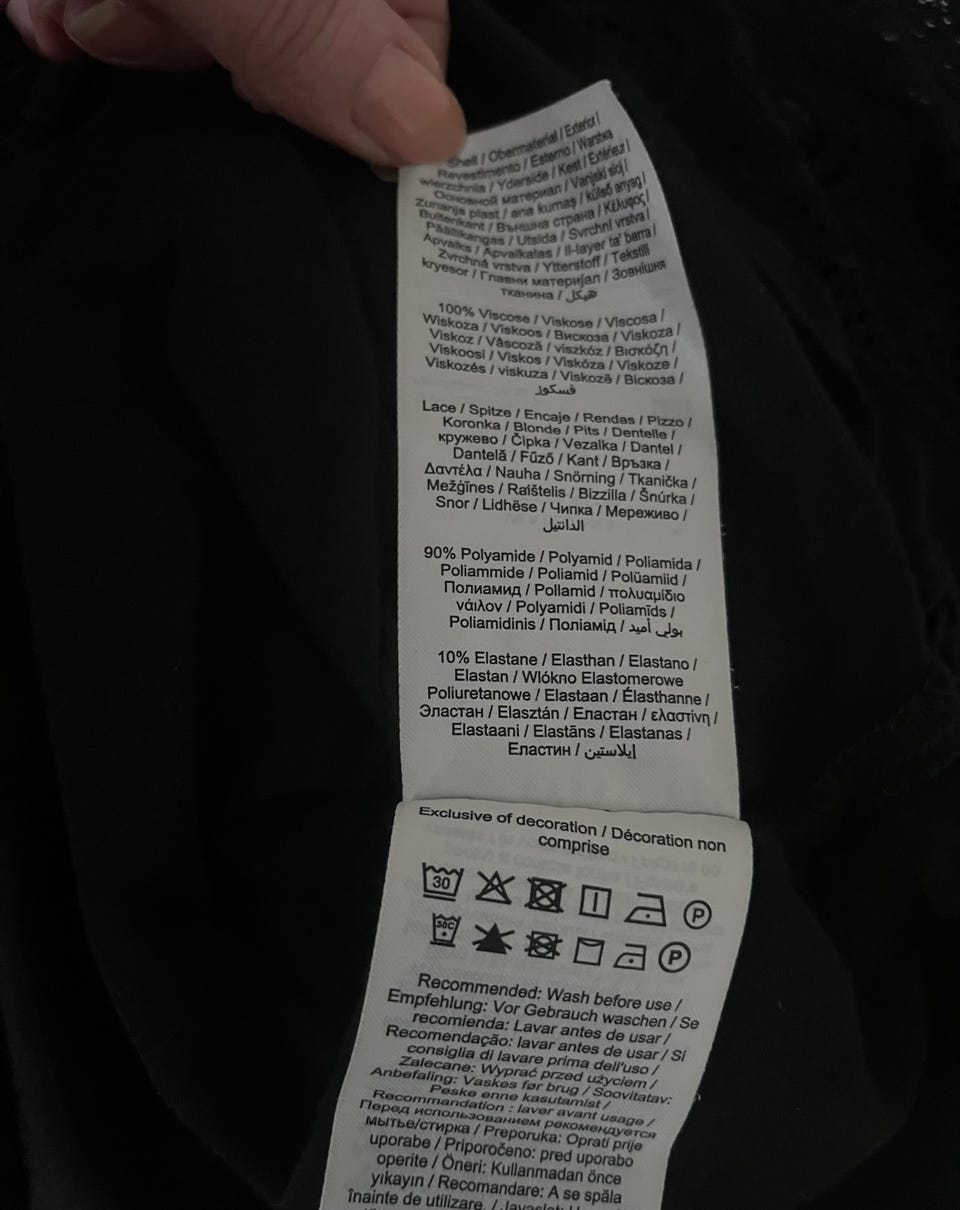 Shell / Obermaterial / Exterior /
Revestimento / Esterno / Warstwa
wierzchnia / Yderside / Kest / Extérieur /
Основной материал / Vanjski sloj /
Zunanja plast / ana kumaş / külső anyag /
Buitenkant / Външна страна / Κέλυφος /
Päällikangas / Utsida / Svrchní vrstva /
Apvalks / Apvalkalas / Il-layer ta' barra /
Zvrchná vrstva / Ytterstoff / Tekstili
kryesor / Главни материјал / Зовнішня
тканина / هيكل
100% Viscose / Viskose / Viscosa /
Wiskoza / Viskoos / Вискоза / Viskoza /
Viskoz / Vâscoză / viszkóz / Βισκόζη /
Viskoosi / Viskos / Viskóza / Viskoze /
Viskozés / viskuza / Viskozë / Віскоза /
فسكوز
Lace / Spitze / Encaje / Rendas / Pizzo /
Koronka / Blonde / Pits / Dentelle /
кружево / Čipka / Vezalka / Dantel /
Dantelă / Fűző / Kant / Връзка /
Δαντέλα / Nauha / Snörning / Tkanička /
Mežģīnes / Raištelis / Bizzilla / Šnúrka /
Snor / Lidhëse / Чипка / Мереживо /
الدانتيل
90% Polyamide / Polyamid / Poliamida /
Poliammide / Poliamid / Polüamiid /
Полиамид / Pollamid / πολυαμίδιο
νάιλον / Polyamidi / Poliamīds /
Poliamidinis / Поліамід / بولي أميد
10% Elastane / Elasthan / Elastano /
Elastan / Wlókno Elastomerowe
Poliuretanowe / Elastaan / Élasthanne /
Эластан / Elasztán / Еластан / ελαστίνη /
Elastaani / Elastāns / Elastanas /
Еластин / إيلاستين
Exclusive of decoration / Décoration non
comprise
30 P
30C P
Recommended: Wash before use /
Empfehlung: Vor Gebrauch waschen / Se
recomienda: Lavar antes de usar /
Recomendação: lavar antes de usar / Si
consiglia di lavare prima dell'uso /
Zalecane: Wyprać przed użyciem /
Anbefaling: Vaskes før brug / Soovitatav:
Peske enne kasutamist /
Recommandation : laver avant usage /
Перед использованием рекомендуется
мытье/стирка / Preporuka: Oprati prije
uporabe / Priporočeno: pred uporabo
operite / Öneri: Kullanmadan önce
yıkayın / Recomandare: A se spăla
înainte de utilizare. /